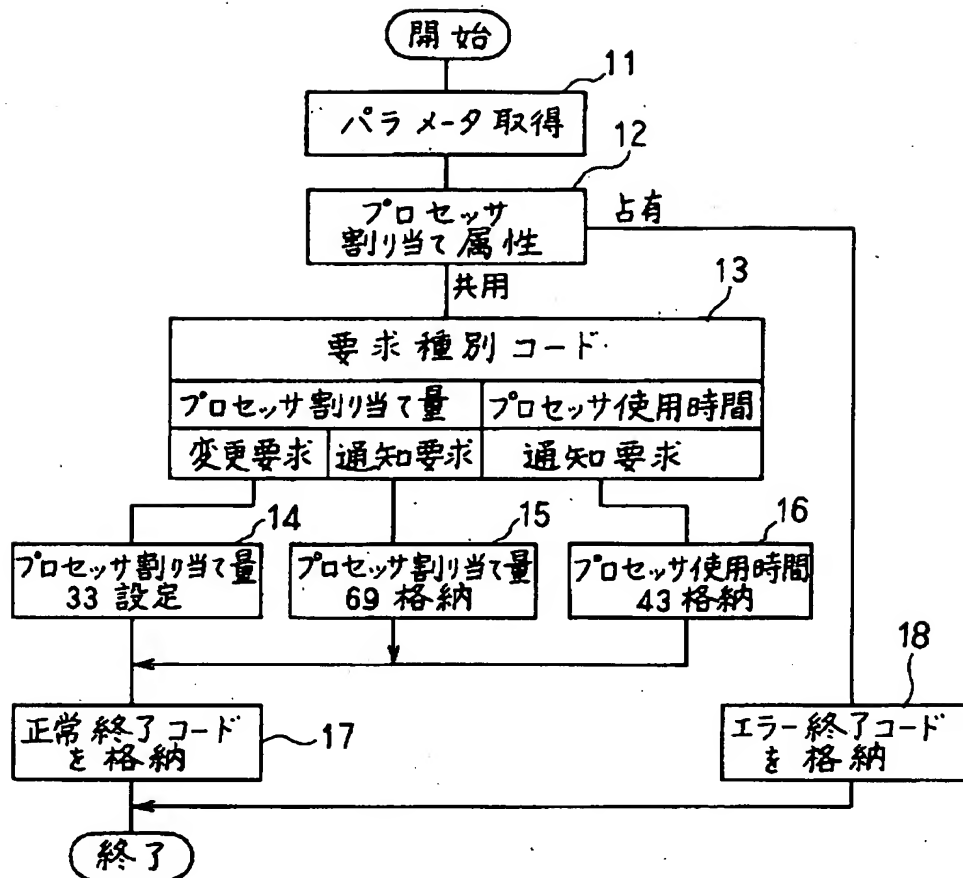 開始
11
パラメータ取得
12
プロセッサ
割り当て属性
占有
共用
13
要求種別コード
プロセッサ割り当て量
プロセッサ使用時間
変更要求
通知要求
通知要求
14
プロセッサ割り当て量
33 設定
15
プロセッサ割り当て量
69 格納
16
プロセッサ使用時間
43 格納
正常終了コード
を格納
17
18
エラー終了コード
を格納
終了